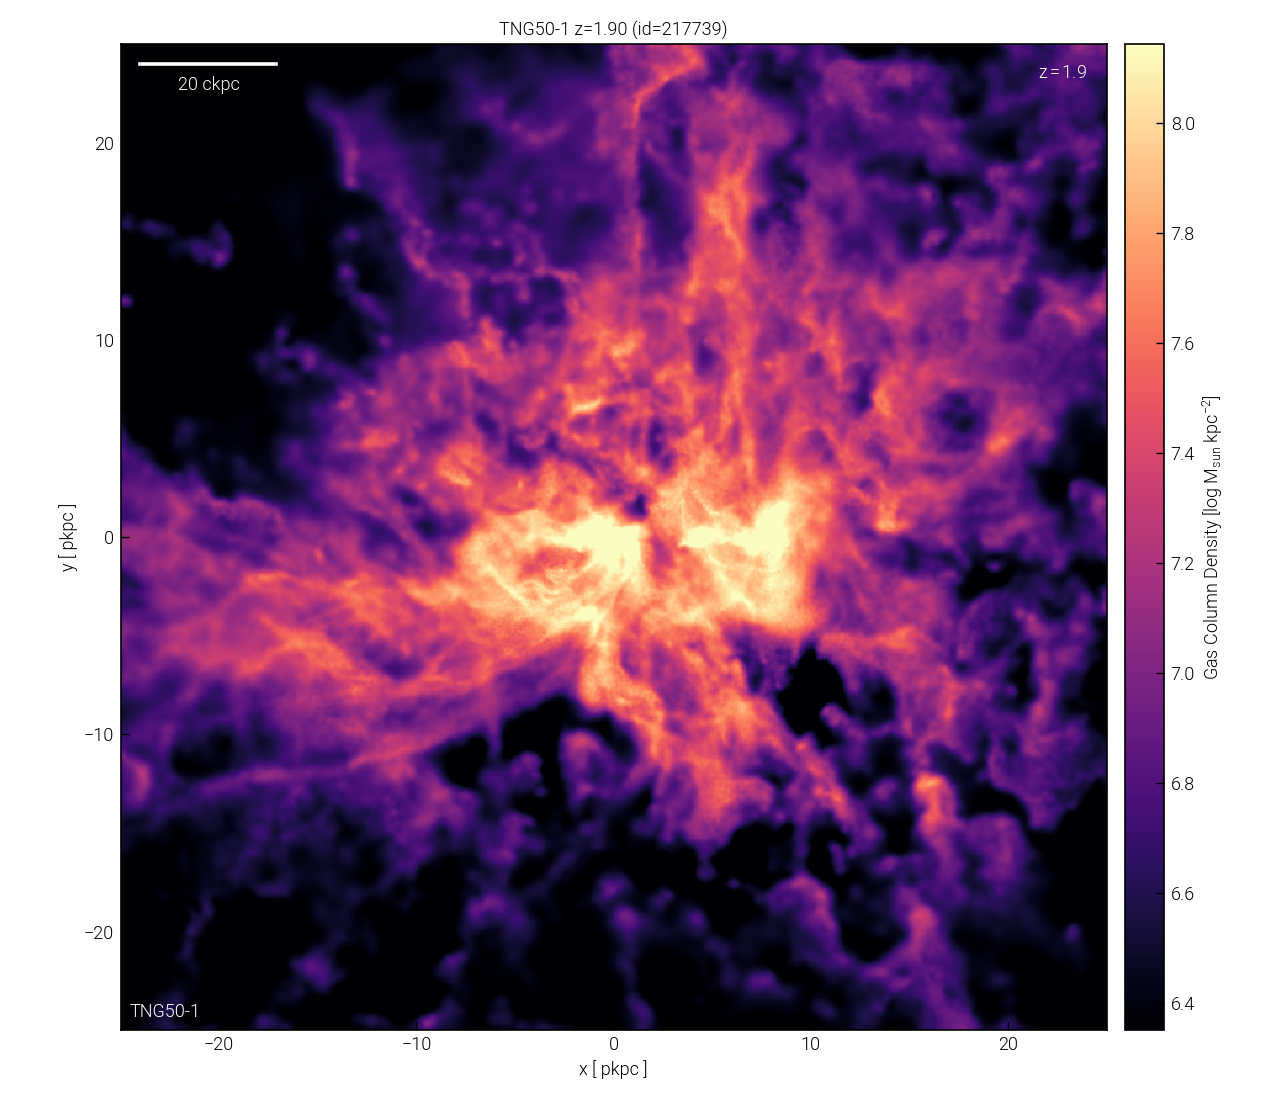 TNG50-1 z=1.90 (id=217739)
20 ckpc
z = 1.9
TNG50-1
y [ pkpc ]
20
10
0
−10
−20
−20
−10
0
10
20
x [ pkpc ]
8.0
7.8
7.6
7.4
7.2
7.0
6.8
6.6
6.4
Gas Column Density [log M_sun kpc⁻²]